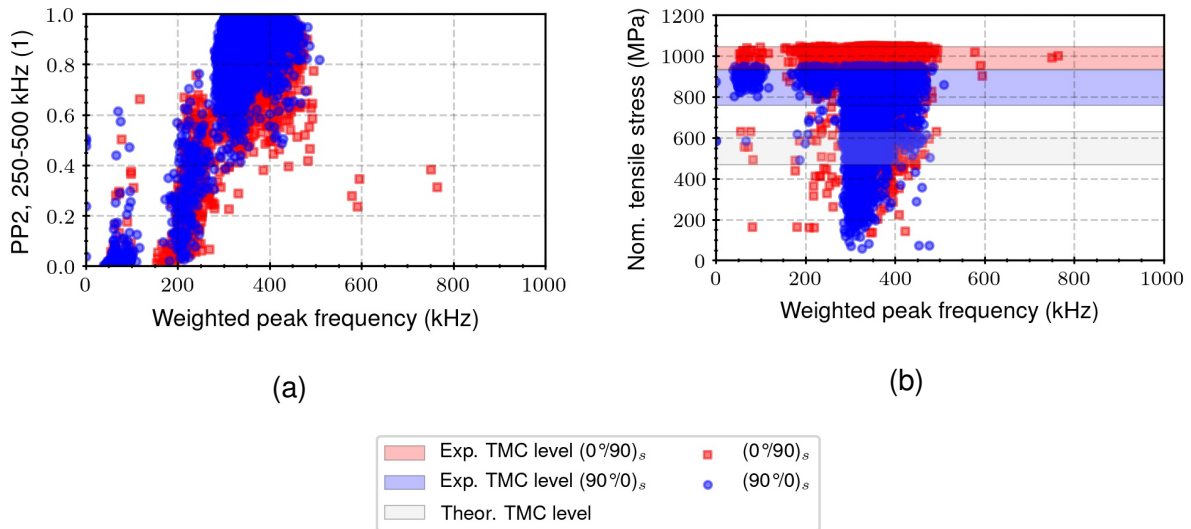 1.0
0.8
0.6
0.4
0.2
0.0
PP2, 250-500 kHz (1)
0 200 400 600 800 1000
Weighted peak frequency (kHz)
(a)
1200
1000
800
600
400
200
0
Nom. tensile stress (MPa)
0 200 400 600 800 1000
Weighted peak frequency (kHz)
(b)
Exp. TMC level (0°/90)ₛ
Exp. TMC level (90°/0)ₛ
Theor. TMC level
(0°/90)ₛ
(90°/0)ₛ